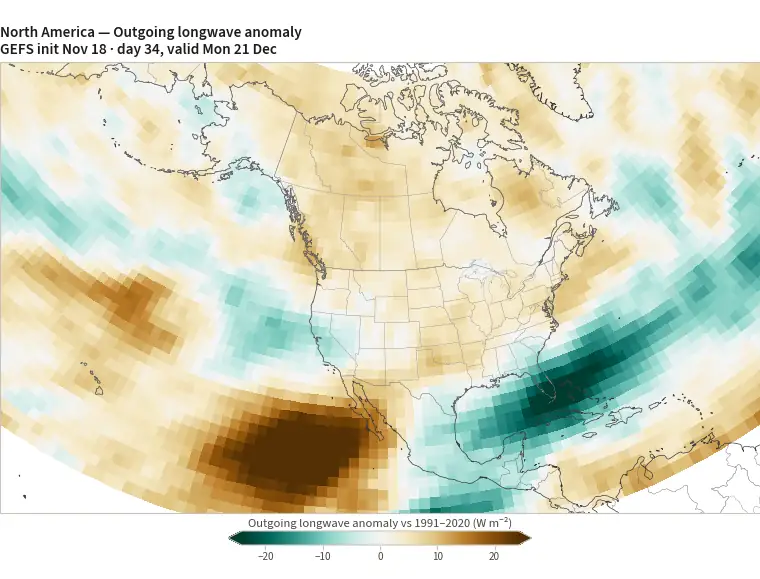 North America — Outgoing longwave anomaly
GEFS init Nov 18 · day 34, valid Mon 21 Dec
Outgoing longwave anomaly vs 1991–2020 (W m⁻²)
−20 −10 0 10 20